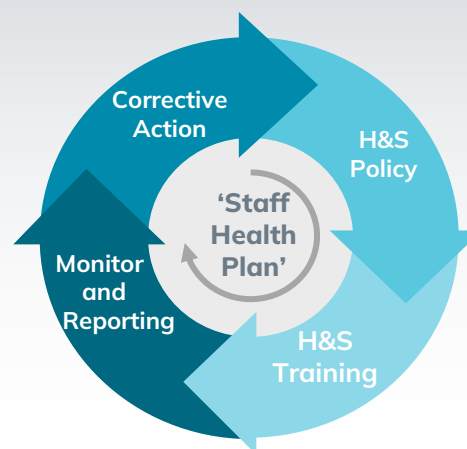 Corrective
Action
H&S
Policy
‘Staff
Health
Plan’
Monitor
and
Reporting
H&S
Training